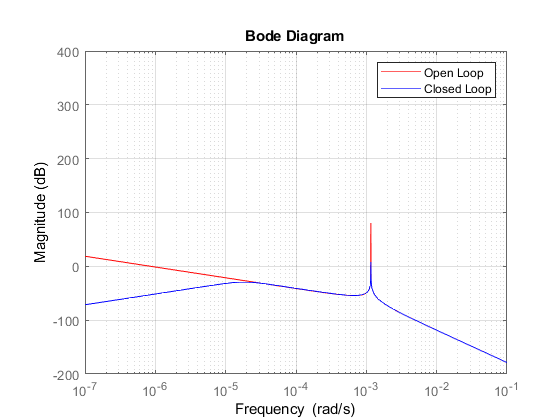 Bode Diagram
400
300
200
100
0
-100
-200
Magnitude (dB)
Open Loop
Closed Loop
10-7
10-6
10-5
10-4
10-3
10-2
10-1
Frequency (rad/s)